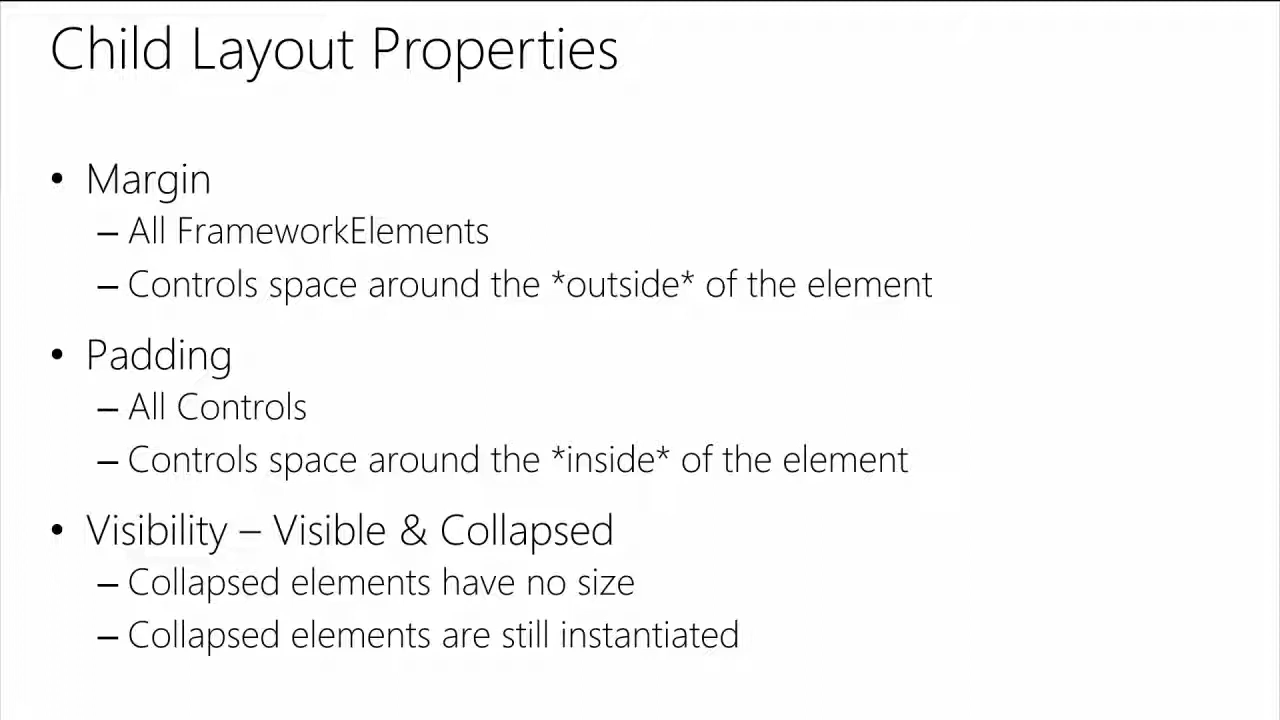 Child Layout Properties
• Margin
– All FrameworkElements
– Controls space around the *outside* of the element
• Padding
– All Controls
– Controls space around the *inside* of the element
• Visibility – Visible & Collapsed
– Collapsed elements have no size
– Collapsed elements are still instantiated